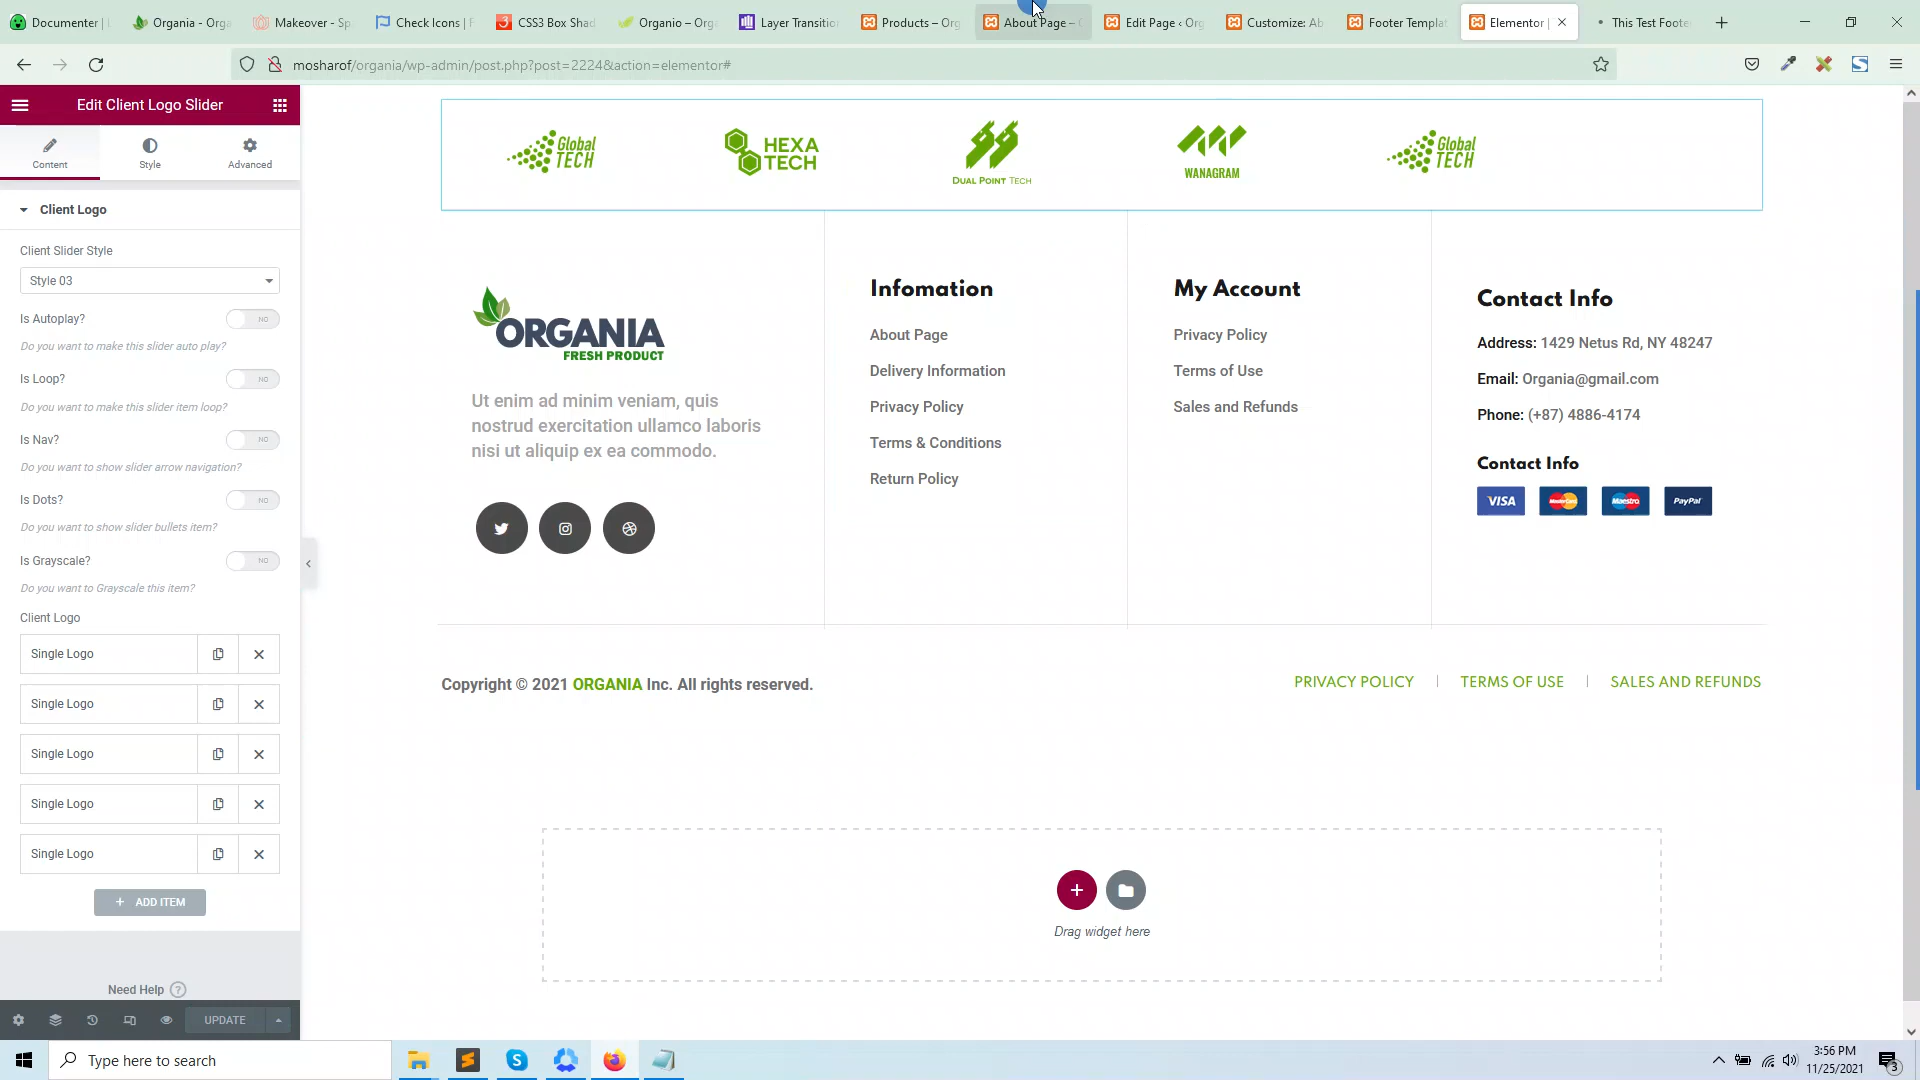 Documenter |
Organia - Orga
Makeover - Sp
Check Icons | F
CSS3 Box Shad
Organio – Orga
Layer Transitio
Products – Org
About Page –
Edit Page ‹ Org
Customize: Ab
Footer Templat
Elementor |
This Test Foote
mosharof/organia/wp-admin/post.php?post=2224&action=elementor#
Edit Client Logo Slider
Content
Style
Advanced
Client Logo
Client Slider Style
Style 03
Is Autoplay?
NO
Do you want to make this slider auto play?
Is Loop?
NO
Do you want to make this slider item loop?
Is Nav?
NO
Do you want to show slider arrow navigation?
Is Dots?
NO
Do you want to show slider bullets item?
Is Grayscale?
NO
Do you want to Grayscale this item?
Client Logo
Single Logo
Single Logo
Single Logo
Single Logo
Single Logo
ADD ITEM
Need Help ?
UPDATE
Global
TECH
HEXA
TECH
DUAL POINT TECH
WANAGRAM
Global
TECH
ORGANIA
FRESH PRODUCT
Ut enim ad minim veniam, quis
nostrud exercitation ullamco laboris
nisi ut aliquip ex ea commodo.
Infomation
About Page
Delivery Information
Privacy Policy
Terms & Conditions
Return Policy
My Account
Privacy Policy
Terms of Use
Sales and Refunds
Contact Info
Address: 1429 Netus Rd, NY 48247
Email: Organia@gmail.com
Phone: (+87) 4886-4174
Contact Info
VISA
MasterCard
Maestro
PayPal
Copyright © 2021 ORGANIA Inc. All rights reserved.
PRIVACY POLICY
TERMS OF USE
SALES AND REFUNDS
Drag widget here
Type here to search
3:56 PM
11/25/2021
3